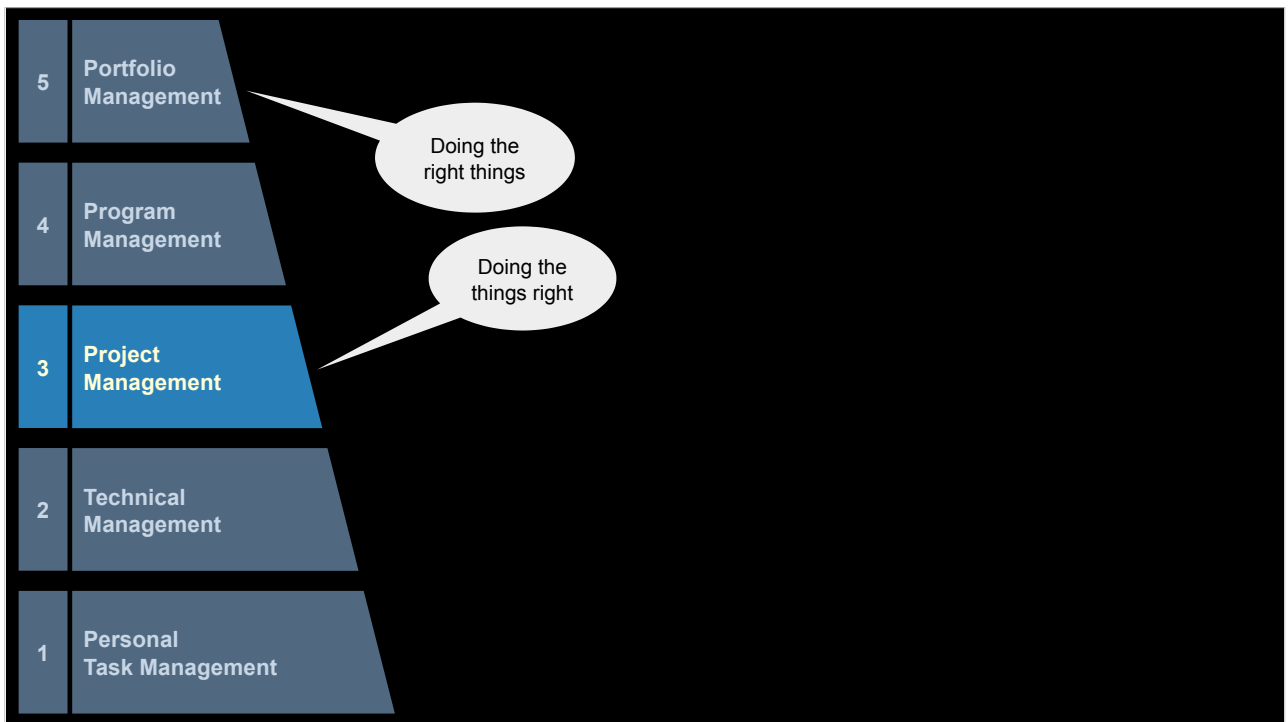 5
Portfolio
Management
Doing the
right things
4
Program
Management
Doing the
things right
3
Project
Management
2
Technical
Management
1
Personal
Task Management